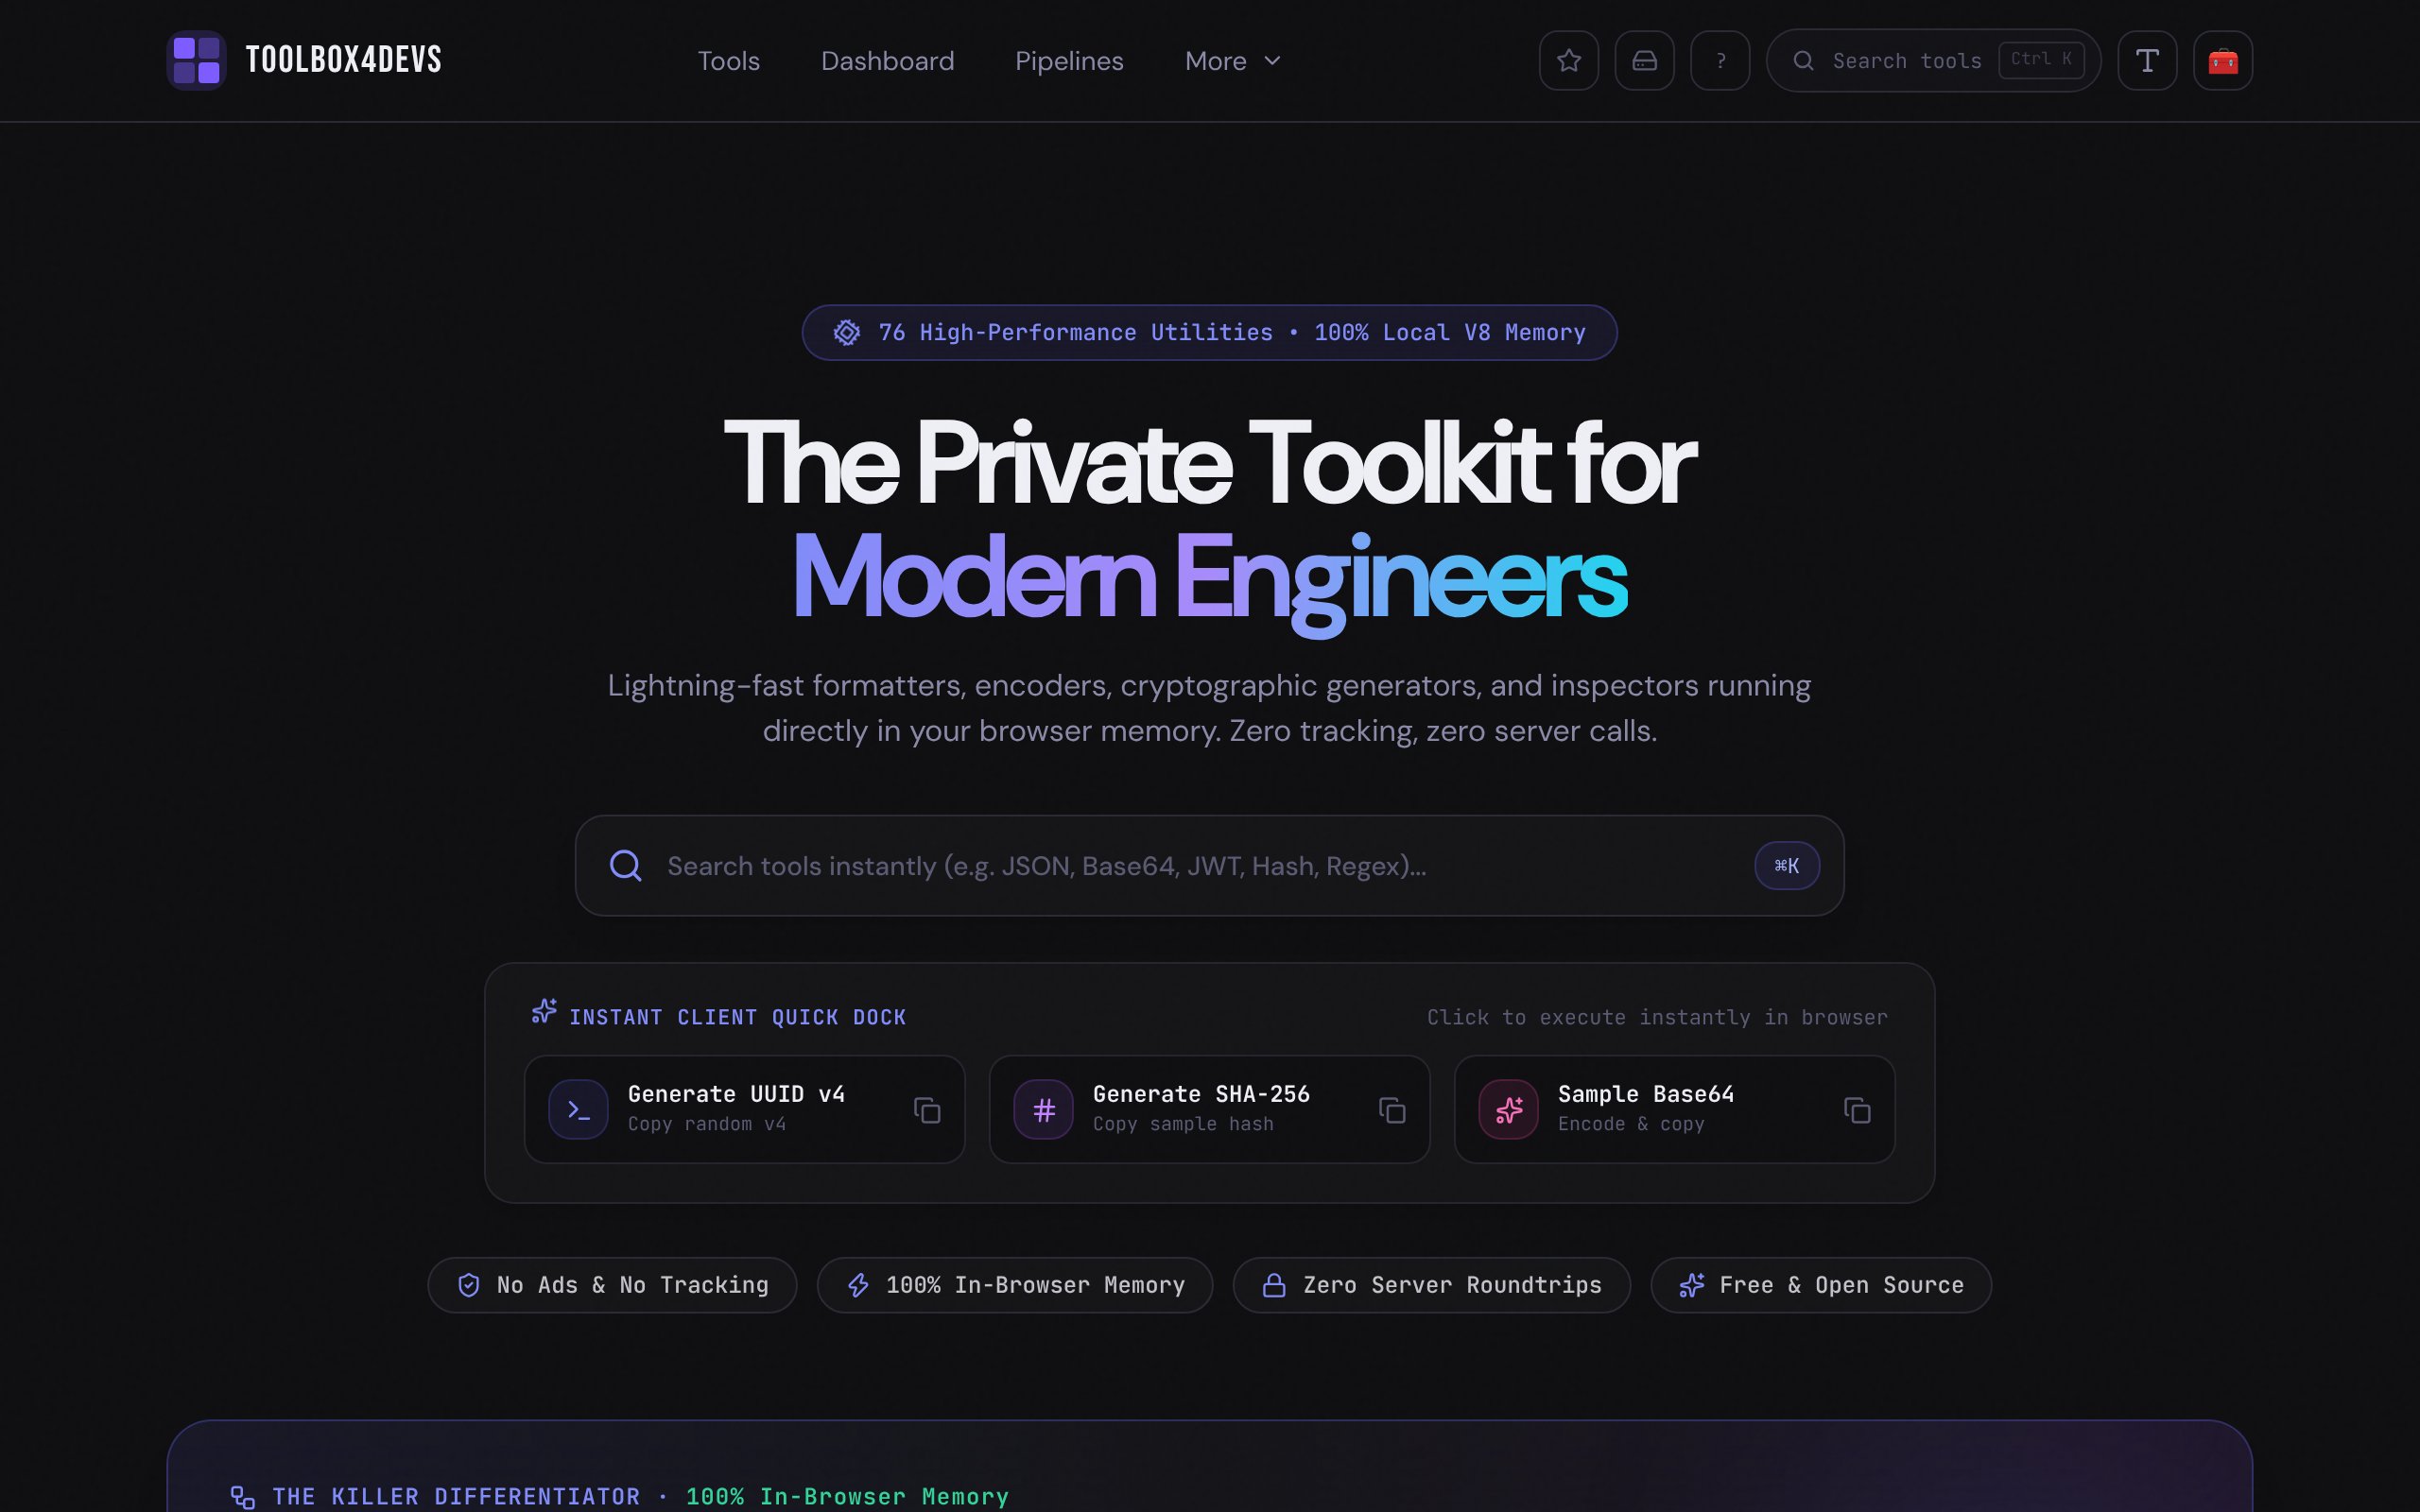 TOOLBOX4DEVS
Tools
Dashboard
Pipelines
More
?
Search tools
Ctrl K
T
76 High-Performance Utilities • 100% Local V8 Memory
The Private Toolkit for
Modern Engineers
Lightning-fast formatters, encoders, cryptographic generators, and inspectors running
directly in your browser memory. Zero tracking, zero server calls.
Search tools instantly (e.g. JSON, Base64, JWT, Hash, Regex)...
⌘K
INSTANT CLIENT QUICK DOCK
Click to execute instantly in browser
Generate UUID v4
Copy random v4
Generate SHA-256
Copy sample hash
Sample Base64
Encode & copy
No Ads & No Tracking
100% In-Browser Memory
Zero Server Roundtrips
Free & Open Source
THE KILLER DIFFERENTIATOR · 100% In-Browser Memory